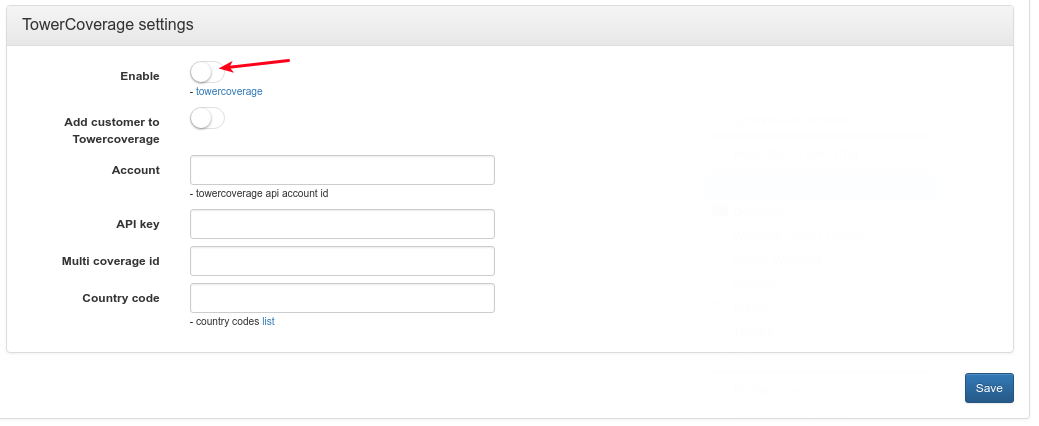 TowerCoverage settings
Enable
- towercoverage
Add customer to
Towercoverage
Account
- towercoverage api account id
API key
Multi coverage id
Country code
- country codes list
Save